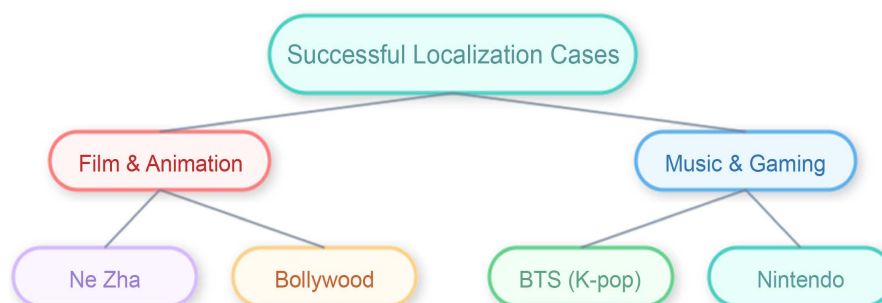 Successful Localization Cases
Film & Animation
Music & Gaming
Ne Zha
Bollywood
BTS (K-pop)
Nintendo